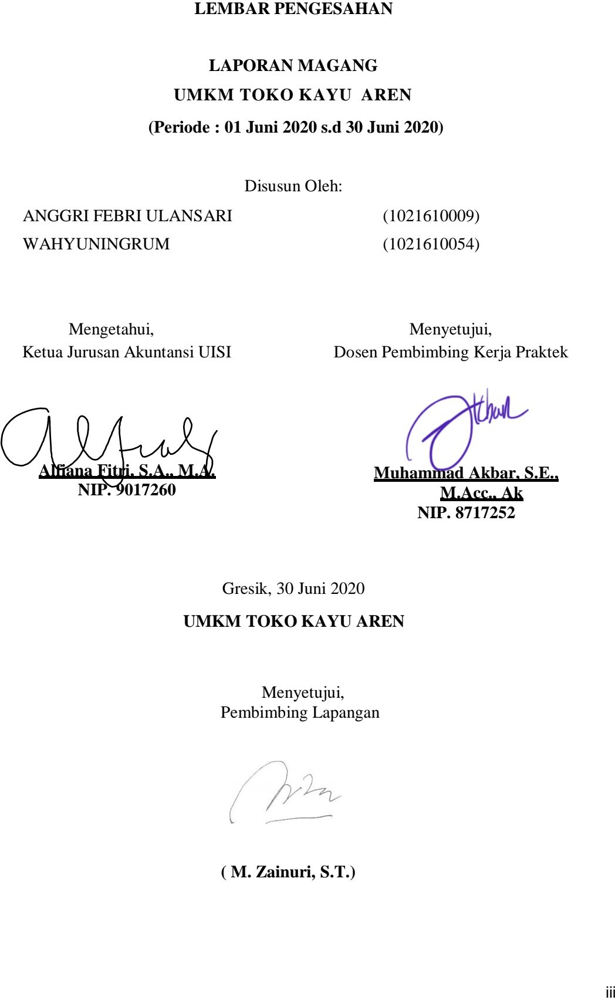 LEMBAR PENGESAHAN
LAPORAN MAGANG
UMKM TOKO KAYU AREN
(Periode : 01 Juni 2020 s.d 30 Juni 2020)
Disusun Oleh:
ANGGRI FEBRI ULANSARI (1021610009)
WAHYUNINGRUM (1021610054)
Mengetahui,
Ketua Jurusan Akuntansi UISI
Alfiana Fitri, S.A., M.A.
NIP. 9017260
Menyetujui,
Dosen Pembimbing Kerja Praktek
Muhammad Akbar, S.E.,
M.Acc., Ak
NIP. 8717252
Gresik, 30 Juni 2020
UMKM TOKO KAYU AREN
Menyetujui,
Pembimbing Lapangan
( M. Zainuri, S.T.)
iii